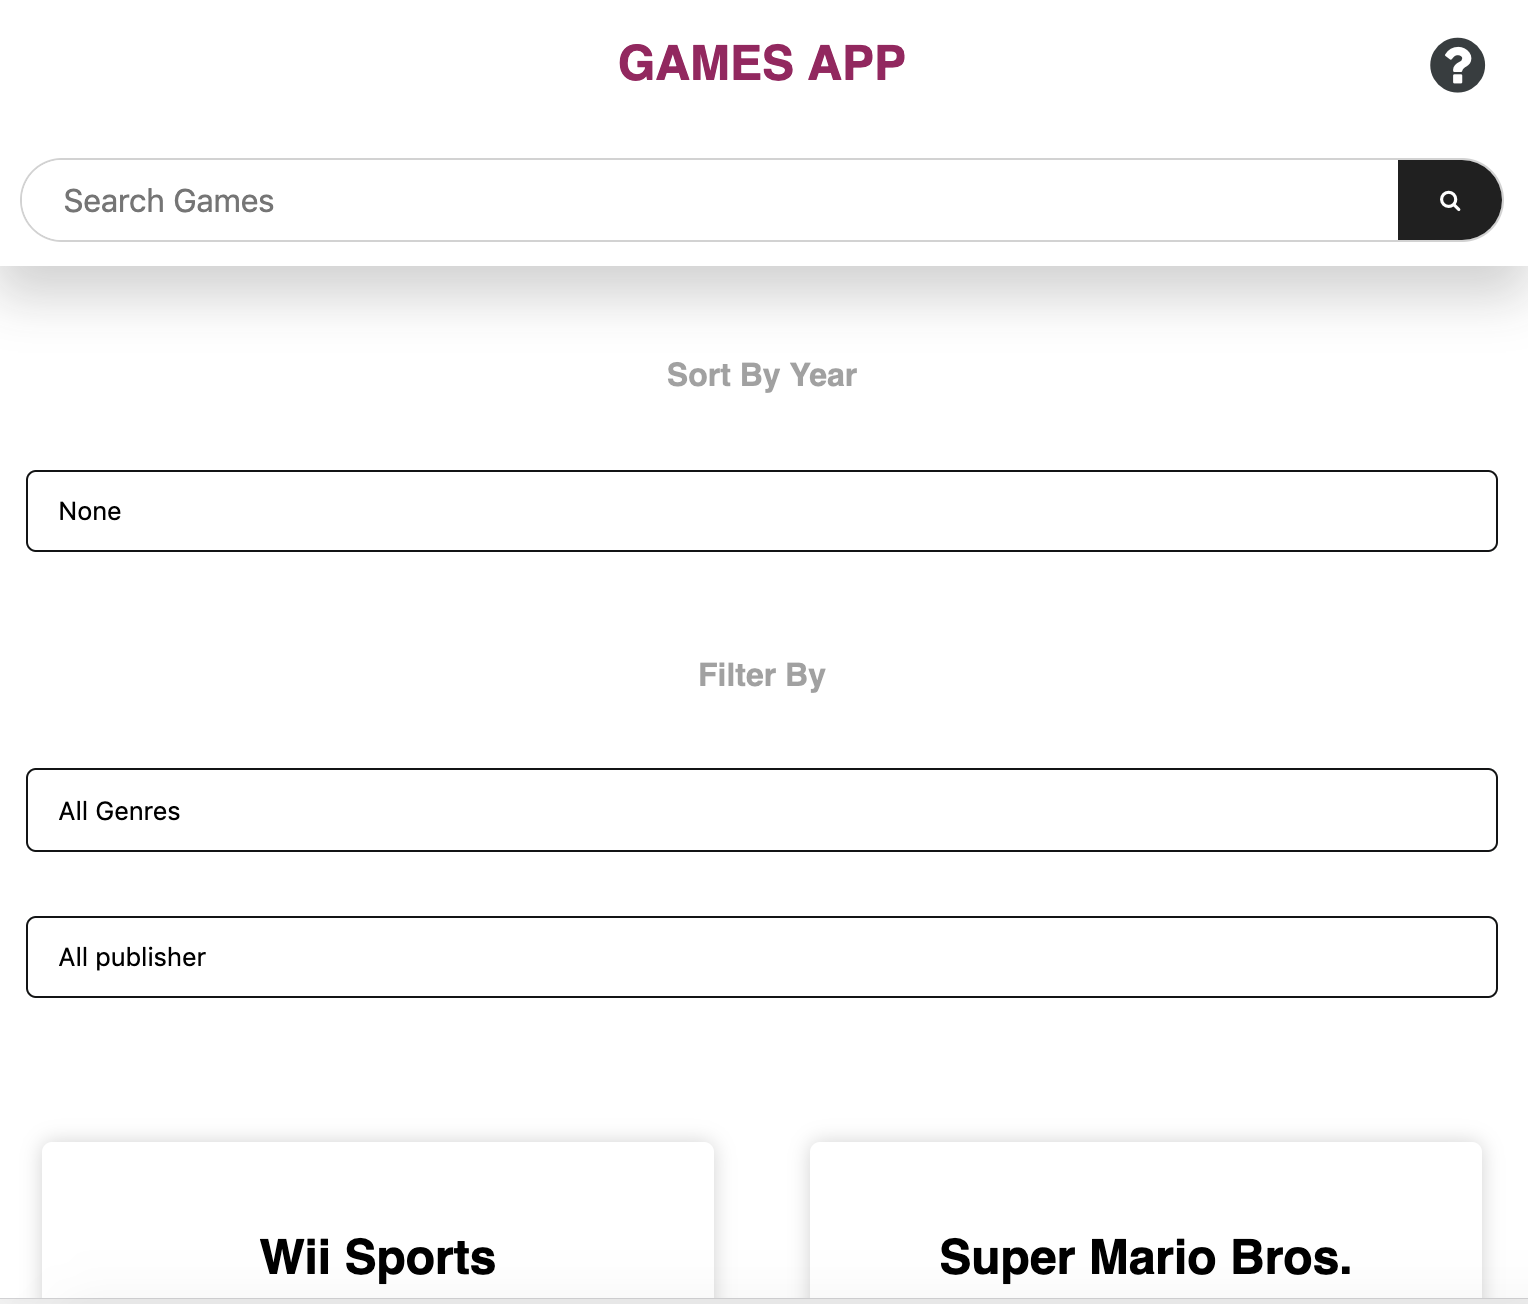 GAMES APP
Search Games
Sort By Year
None
Filter By
All Genres
All publisher
Wii Sports
Super Mario Bros.